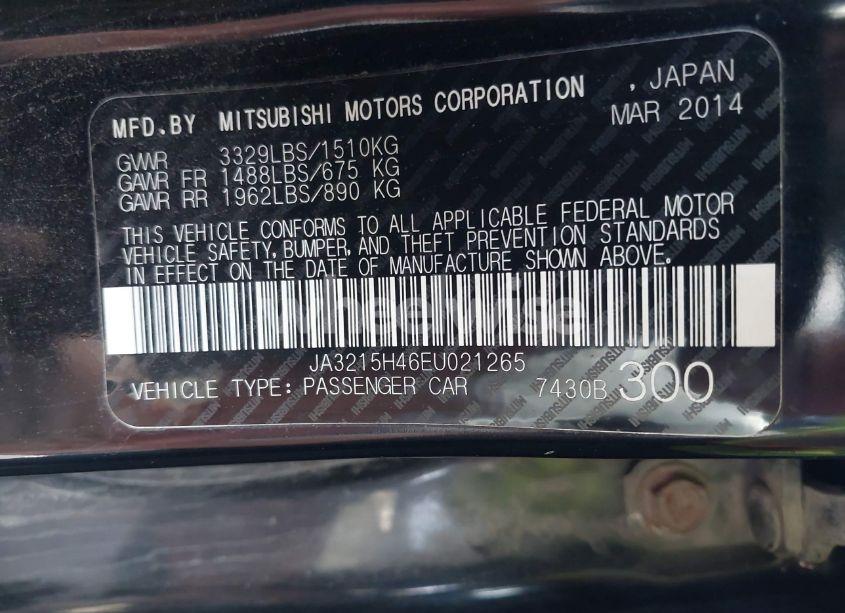 MFD. BY MITSUBISHI MOTORS CORPORATION , JAPAN
MAR 2014
GVWR 3329LBS/1510KG
GAWR FR 1488LBS/675 KG
GAWR RR 1962LBS/890 KG
THIS VEHICLE CONFORMS TO ALL APPLICABLE FEDERAL MOTOR
VEHICLE SAFETY, BUMPER, AND THEFT PREVENTION STANDARDS
IN EFFECT ON THE DATE OF MANUFACTURE SHOWN ABOVE.
wheelwise
JA3215H46EU021265
VEHICLE TYPE: PASSENGER CAR 7430B 300